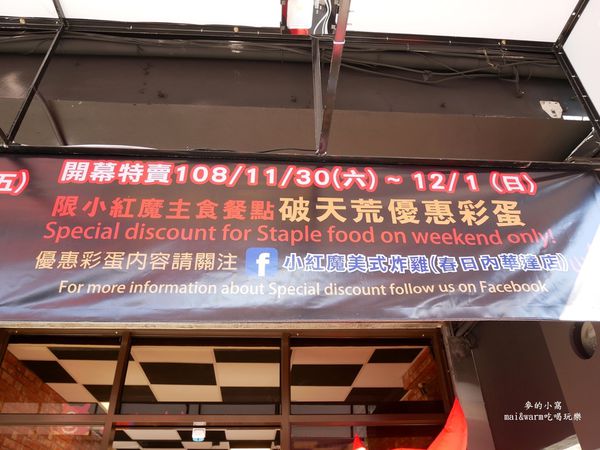 五)
開幕特賣108/11/30(六) ~ 12/1 (日)
限小紅魔主食餐點破天荒優惠彩蛋
Special discount for Staple food on weekend only!
優惠彩蛋內容請關注 f 小紅魔美式炸雞(春日內華達店)
For more information about Special discount follow us on Facebook
麥的小窩
mai&warm吃喝玩樂